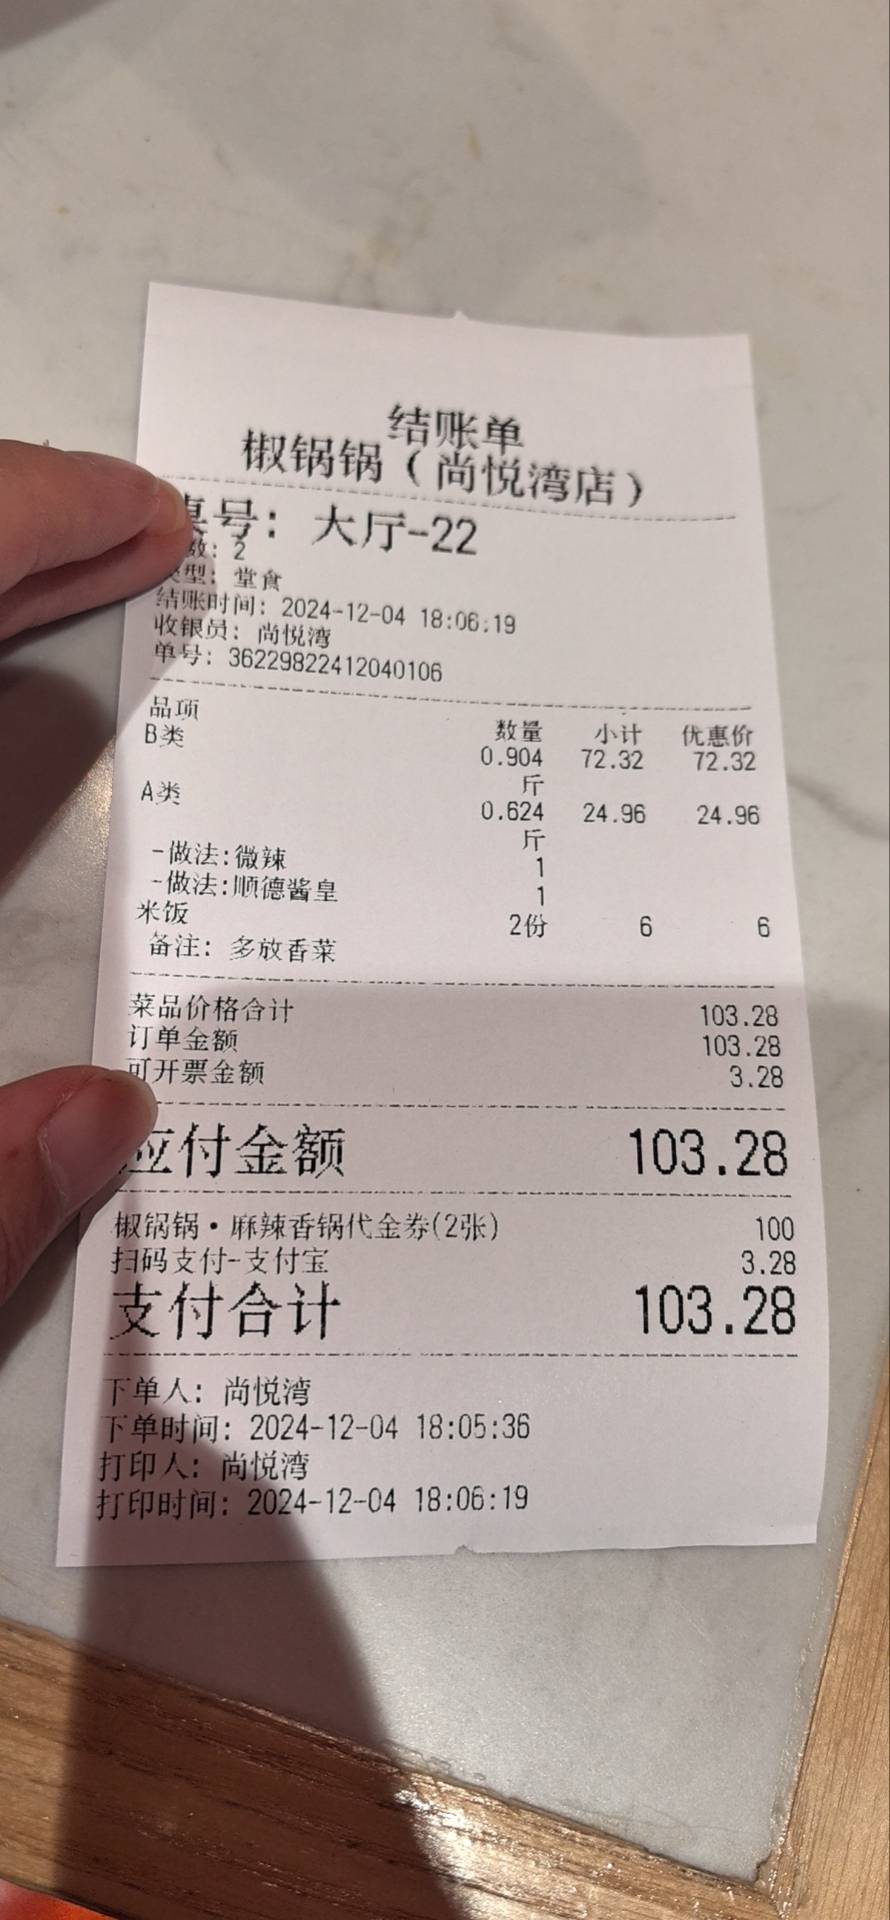 结账单
椒锅锅（尚悦湾店）
桌号：大厅-22
数：2
类型：堂食
结账时间：2024-12-04 18:06:19
收银员：尚悦湾
单号：36229822412040106
品项 数量 小计 优惠价
B类 0.904 72.32 72.32
斤
A类 0.624 24.96 24.96
斤
-做法:微辣 1
-做法:顺德酱皇 1
米饭 2份 6 6
备注：多放香菜
菜品价格合计 103.28
订单金额 103.28
可开票金额 3.28
应付金额 103.28
椒锅锅·麻辣香锅代金券(2张) 100
扫码支付-支付宝 3.28
支付合计 103.28
下单人：尚悦湾
下单时间：2024-12-04 18:05:36
打印人：尚悦湾
打印时间：2024-12-04 18:06:19